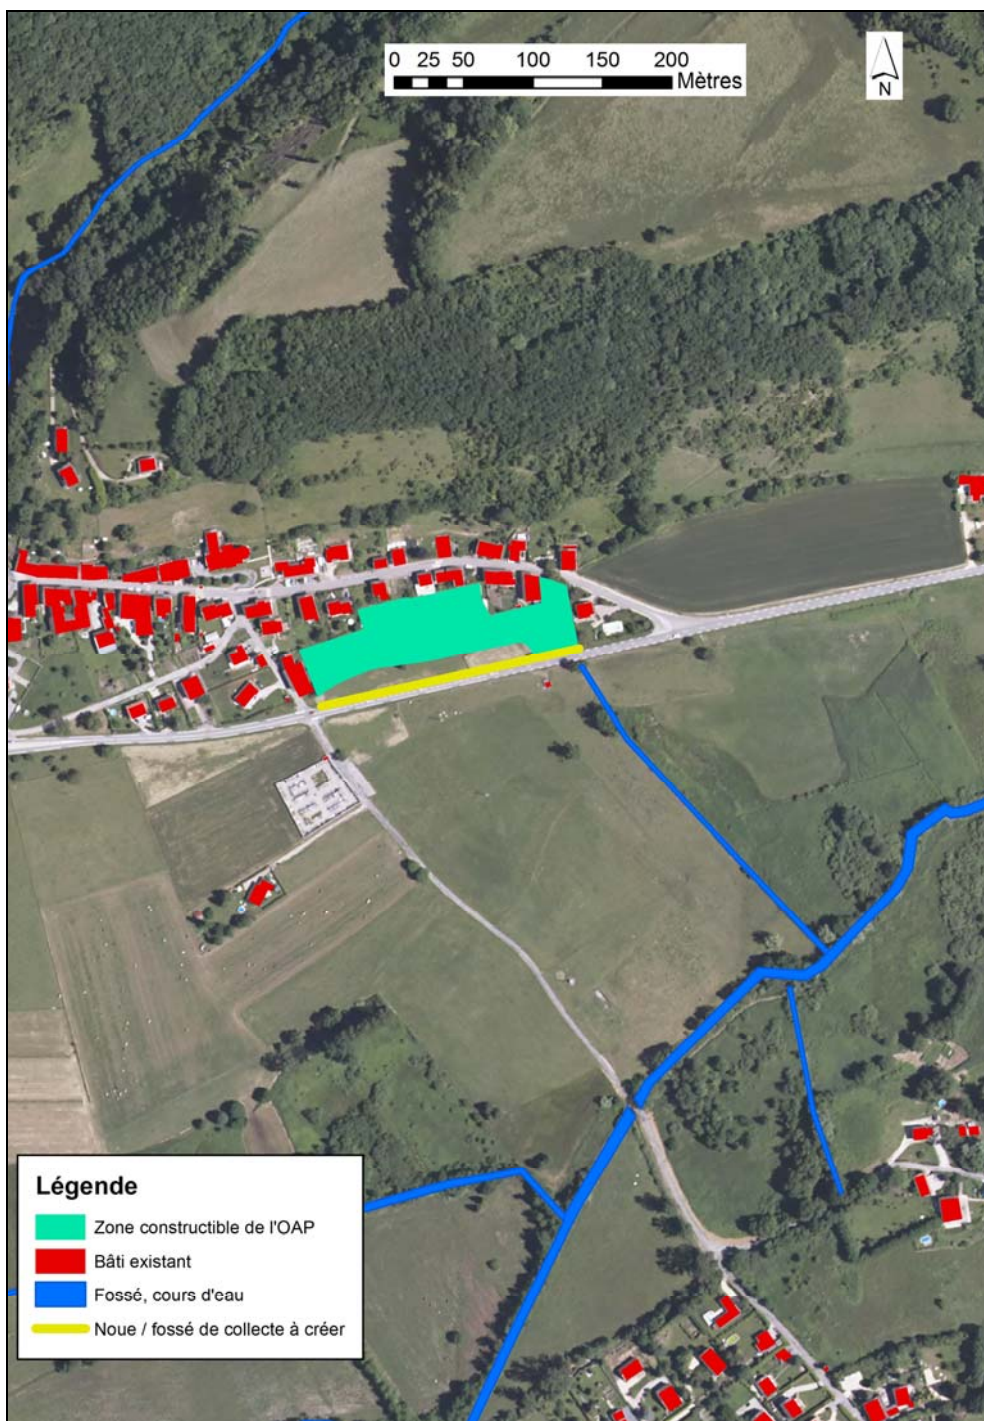 0 25 50 100 150 200
Mètres
N
Légende
Zone constructible de l'OAP
Bâti existant
Fossé, cours d'eau
Noue / fossé de collecte à créer